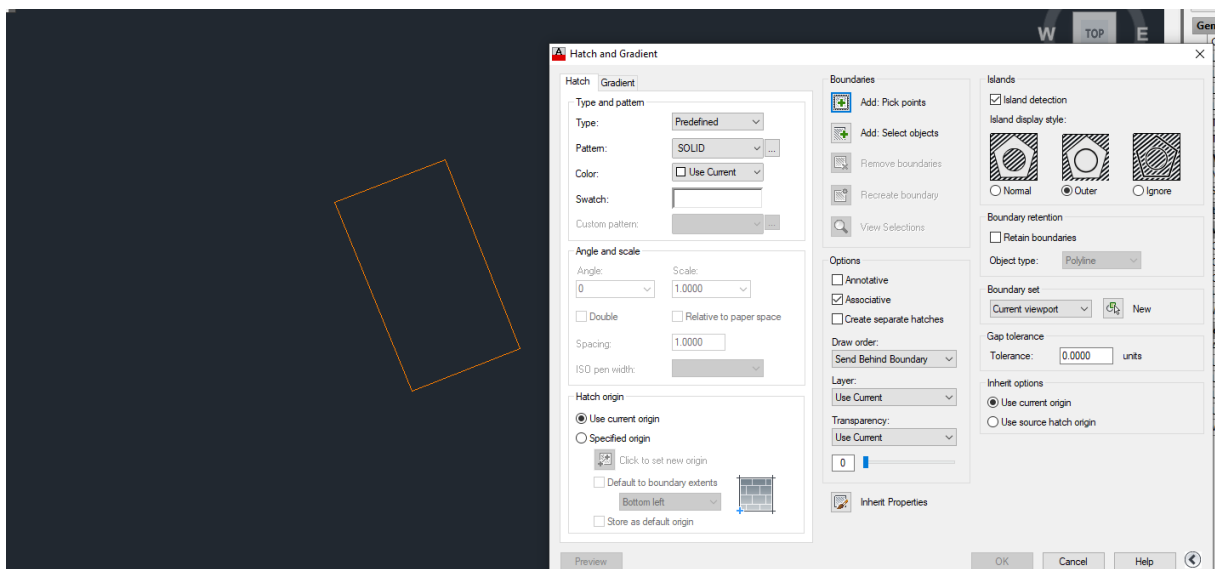 W TOP E
Gen
Hatch and Gradient
Hatch Gradient
Type and pattern
Type: Predefined
Pattern: SOLID ...
Color: Use Current
Swatch:
Custom pattern: ...
Angle and scale
Angle: Scale:
0 1.0000
Double Relative to paper space
Spacing: 1.0000
ISO pen width:
Hatch origin
Use current origin
Specified origin
Click to set new origin
Default to boundary extents
Bottom left
Store as default origin
Preview
Boundaries
Add: Pick points
Add: Select objects
Remove boundaries
Recreate boundary
View Selections
Options
Annotative
Associative
Create separate hatches
Draw order:
Send Behind Boundary
Layer:
Use Current
Transparency:
Use Current
0
Inherit Properties
Islands
Island detection
Island display style:
Normal Outer Ignore
Boundary retention
Retain boundaries
Object type: Polyline
Boundary set
Current viewport New
Gap tolerance
Tolerance: 0.0000 units
Inherit options
Use current origin
Use source hatch origin
OK Cancel Help